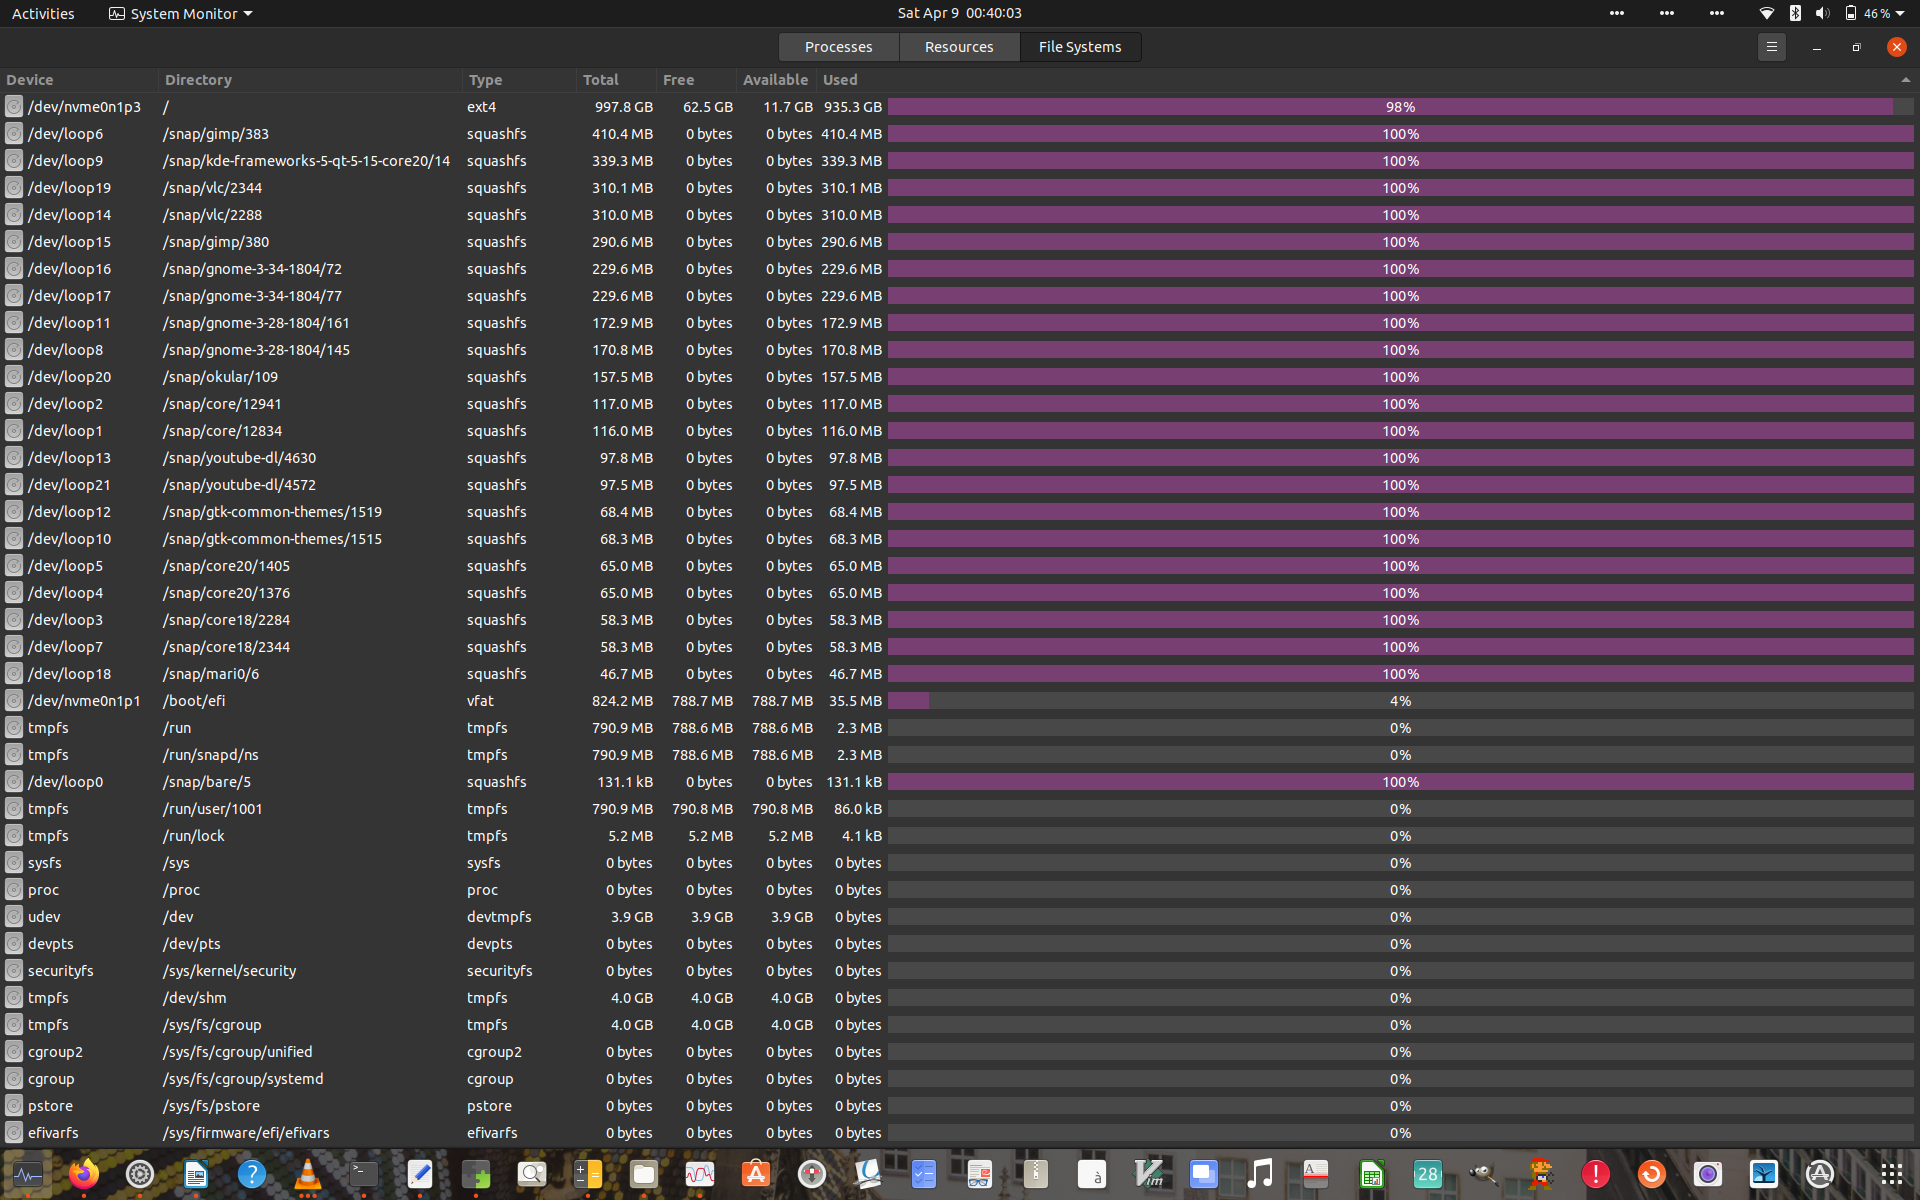 Activities System Monitor Sat Apr 9 00:40:03 46 %
Processes Resources File Systems
Device Directory Type Total Free Available Used
/dev/nvme0n1p3 / ext4 997.8 GB 62.5 GB 11.7 GB 935.3 GB 98%
/dev/loop6 /snap/gimp/383 squashfs 410.4 MB 0 bytes 0 bytes 410.4 MB 100%
/dev/loop9 /snap/kde-frameworks-5-qt-5-15-core20/14 squashfs 339.3 MB 0 bytes 0 bytes 339.3 MB 100%
/dev/loop19 /snap/vlc/2344 squashfs 310.1 MB 0 bytes 0 bytes 310.1 MB 100%
/dev/loop14 /snap/vlc/2288 squashfs 310.0 MB 0 bytes 0 bytes 310.0 MB 100%
/dev/loop15 /snap/gimp/380 squashfs 290.6 MB 0 bytes 0 bytes 290.6 MB 100%
/dev/loop16 /snap/gnome-3-34-1804/72 squashfs 229.6 MB 0 bytes 0 bytes 229.6 MB 100%
/dev/loop17 /snap/gnome-3-34-1804/77 squashfs 229.6 MB 0 bytes 0 bytes 229.6 MB 100%
/dev/loop11 /snap/gnome-3-28-1804/161 squashfs 172.9 MB 0 bytes 0 bytes 172.9 MB 100%
/dev/loop8 /snap/gnome-3-28-1804/145 squashfs 170.8 MB 0 bytes 0 bytes 170.8 MB 100%
/dev/loop20 /snap/okular/109 squashfs 157.5 MB 0 bytes 0 bytes 157.5 MB 100%
/dev/loop2 /snap/core/12941 squashfs 117.0 MB 0 bytes 0 bytes 117.0 MB 100%
/dev/loop1 /snap/core/12834 squashfs 116.0 MB 0 bytes 0 bytes 116.0 MB 100%
/dev/loop13 /snap/youtube-dl/4630 squashfs 97.8 MB 0 bytes 0 bytes 97.8 MB 100%
/dev/loop21 /snap/youtube-dl/4572 squashfs 97.5 MB 0 bytes 0 bytes 97.5 MB 100%
/dev/loop12 /snap/gtk-common-themes/1519 squashfs 68.4 MB 0 bytes 0 bytes 68.4 MB 100%
/dev/loop10 /snap/gtk-common-themes/1515 squashfs 68.3 MB 0 bytes 0 bytes 68.3 MB 100%
/dev/loop5 /snap/core20/1405 squashfs 65.0 MB 0 bytes 0 bytes 65.0 MB 100%
/dev/loop4 /snap/core20/1376 squashfs 65.0 MB 0 bytes 0 bytes 65.0 MB 100%
/dev/loop3 /snap/core18/2284 squashfs 58.3 MB 0 bytes 0 bytes 58.3 MB 100%
/dev/loop7 /snap/core18/2344 squashfs 58.3 MB 0 bytes 0 bytes 58.3 MB 100%
/dev/loop18 /snap/mari0/6 squashfs 46.7 MB 0 bytes 0 bytes 46.7 MB 100%
/dev/nvme0n1p1 /boot/efi vfat 824.2 MB 788.7 MB 788.7 MB 35.5 MB 4%
tmpfs /run tmpfs 790.9 MB 788.6 MB 788.6 MB 2.3 MB 0%
tmpfs /run/snapd/ns tmpfs 790.9 MB 788.6 MB 788.6 MB 2.3 MB 0%
/dev/loop0 /snap/bare/5 squashfs 131.1 kB 0 bytes 0 bytes 131.1 kB 100%
tmpfs /run/user/1001 tmpfs 790.9 MB 790.8 MB 790.8 MB 86.0 kB 0%
tmpfs /run/lock tmpfs 5.2 MB 5.2 MB 5.2 MB 4.1 kB 0%
sysfs /sys sysfs 0 bytes 0 bytes 0 bytes 0 bytes 0%
proc /proc proc 0 bytes 0 bytes 0 bytes 0 bytes 0%
udev /dev devtmpfs 3.9 GB 3.9 GB 3.9 GB 0 bytes 0%
devpts /dev/pts devpts 0 bytes 0 bytes 0 bytes 0 bytes 0%
securityfs /sys/kernel/security securityfs 0 bytes 0 bytes 0 bytes 0 bytes 0%
tmpfs /dev/shm tmpfs 4.0 GB 4.0 GB 4.0 GB 0 bytes 0%
tmpfs /sys/fs/cgroup tmpfs 4.0 GB 4.0 GB 4.0 GB 0 bytes 0%
cgroup2 /sys/fs/cgroup/unified cgroup2 0 bytes 0 bytes 0 bytes 0 bytes 0%
cgroup /sys/fs/cgroup/systemd cgroup 0 bytes 0 bytes 0 bytes 0 bytes 0%
pstore /sys/fs/pstore pstore 0 bytes 0 bytes 0 bytes 0 bytes 0%
efivarfs /sys/firmware/efi/efivars efivarfs 0 bytes 0 bytes 0 bytes 0 bytes 0%
? >_ à Vim A 28 !